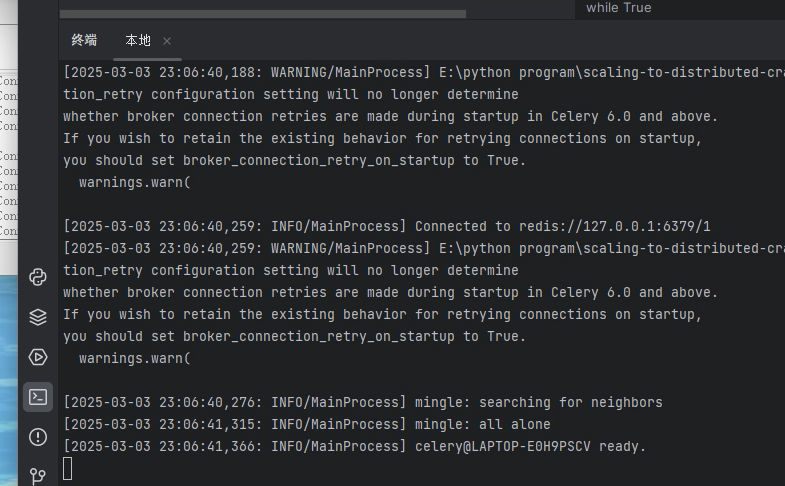 while True
终端 本地
[2025-03-03 23:06:40,188: WARNING/MainProcess] E:\python program\scaling-to-distributed-cra
tion_retry configuration setting will no longer determine
whether broker connection retries are made during startup in Celery 6.0 and above.
If you wish to retain the existing behavior for retrying connections on startup,
you should set broker_connection_retry_on_startup to True.
warnings.warn(
[2025-03-03 23:06:40,259: INFO/MainProcess] Connected to redis://127.0.0.1:6379/1
[2025-03-03 23:06:40,259: WARNING/MainProcess] E:\python program\scaling-to-distributed-cra
tion_retry configuration setting will no longer determine
whether broker connection retries are made during startup in Celery 6.0 and above.
If you wish to retain the existing behavior for retrying connections on startup,
you should set broker_connection_retry_on_startup to True.
warnings.warn(
[2025-03-03 23:06:40,276: INFO/MainProcess] mingle: searching for neighbors
[2025-03-03 23:06:41,315: INFO/MainProcess] mingle: all alone
[2025-03-03 23:06:41,366: INFO/MainProcess] celery@LAPTOP-E0H9PSCV ready.